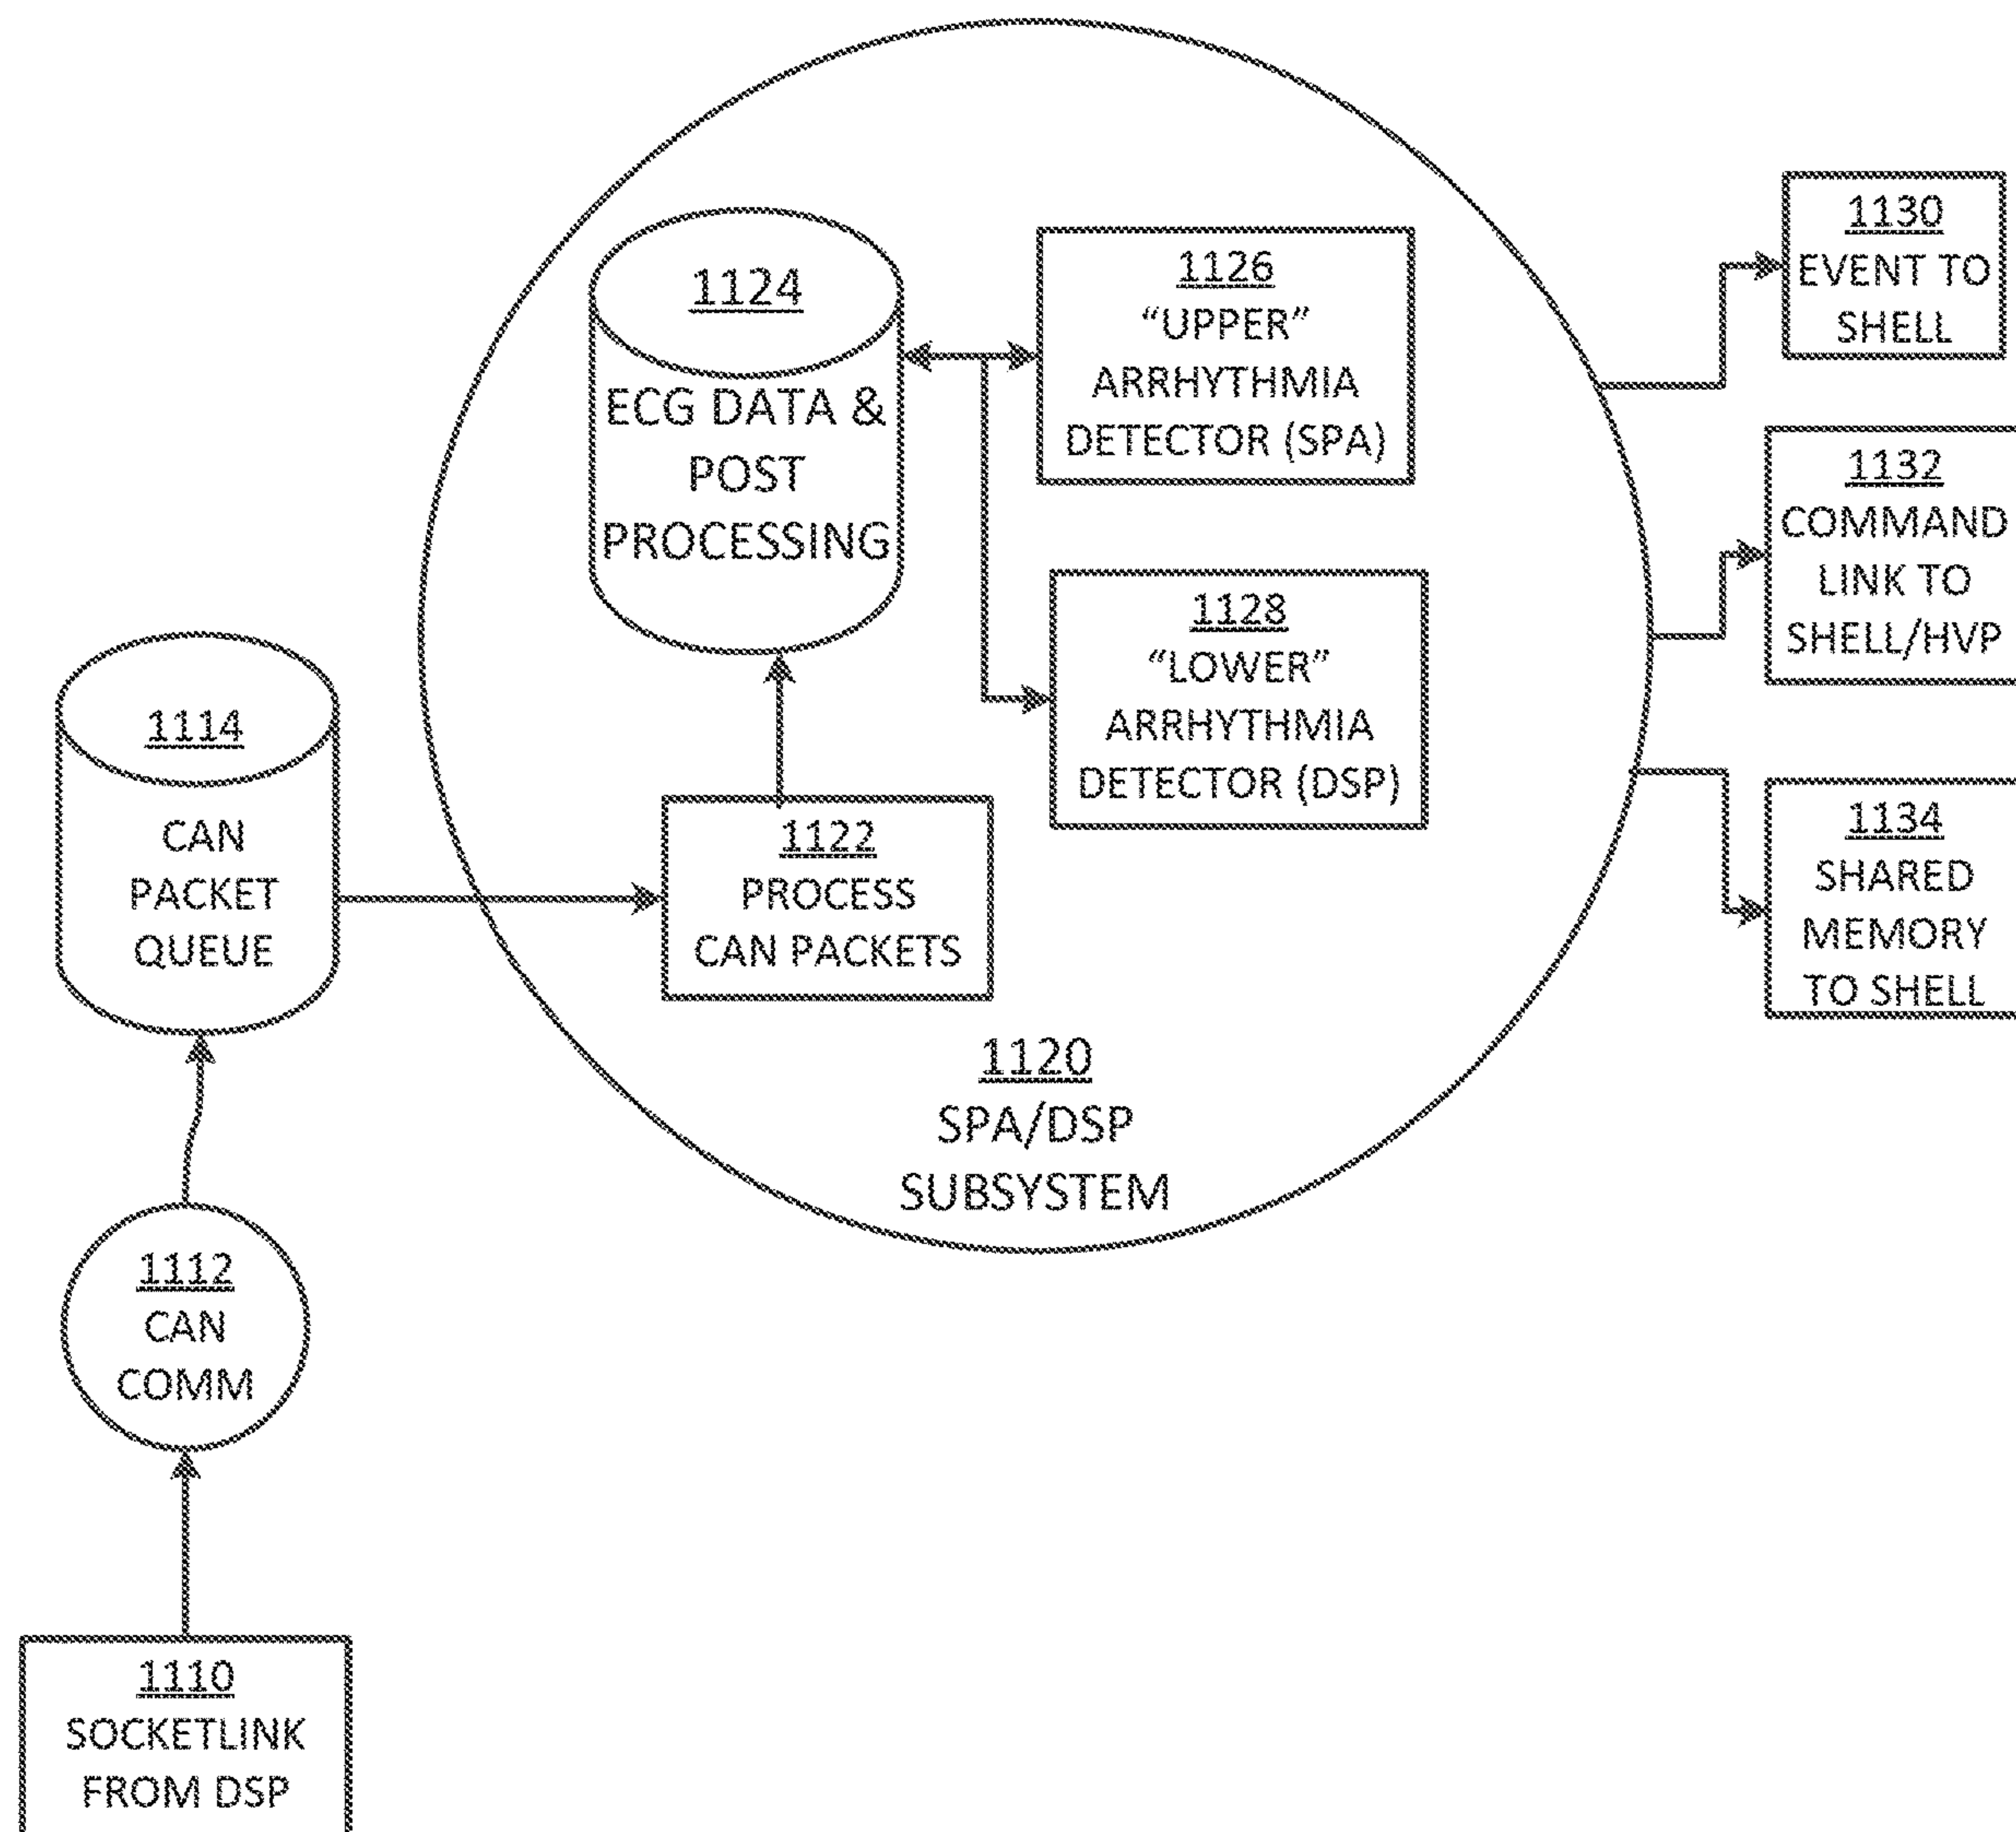 1130
EVENT TO
SHELL
1124
ECG DATA &
POST
PROCESSING
1126
“UPPER”
ARRHYTHMIA
DETECTOR (SPA)
1132
COMMAND
LINK TO
SHELL/HVP
1128
“LOWER”
ARRHYTHMIA
DETECTOR (DSP)
1114
CAN
PACKET
QUEUE
1122
PROCESS
CAN PACKETS
1134
SHARED
MEMORY
TO SHELL
1120
SPA/DSP
SUBSYSTEM
1112
CAN
COMM
1110
SOCKETLINK
FROM DSP